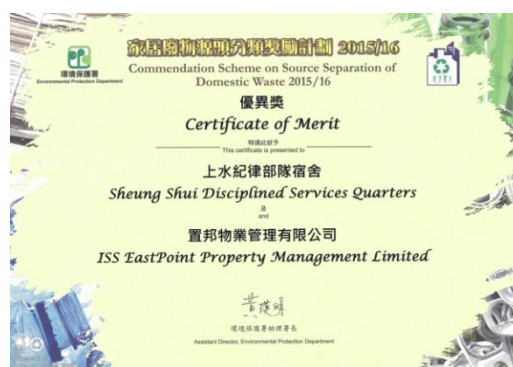 家居廢物源頭分類獎勵計劃 2015/16
環境保護署
Environmental Protection Department
Commendation Scheme on Source Separation of
Domestic Waste 2015/16
優異獎
Certificate of Merit
特頒此狀予
This certificate is presented to
上水紀律部隊宿舍
Sheung Shui Disciplined Services Quarters
及
and
置邦物業管理有限公司
ISS EastPoint Property Management Limited
環境保護署助理署長
Assistant Director, Environmental Protection Department